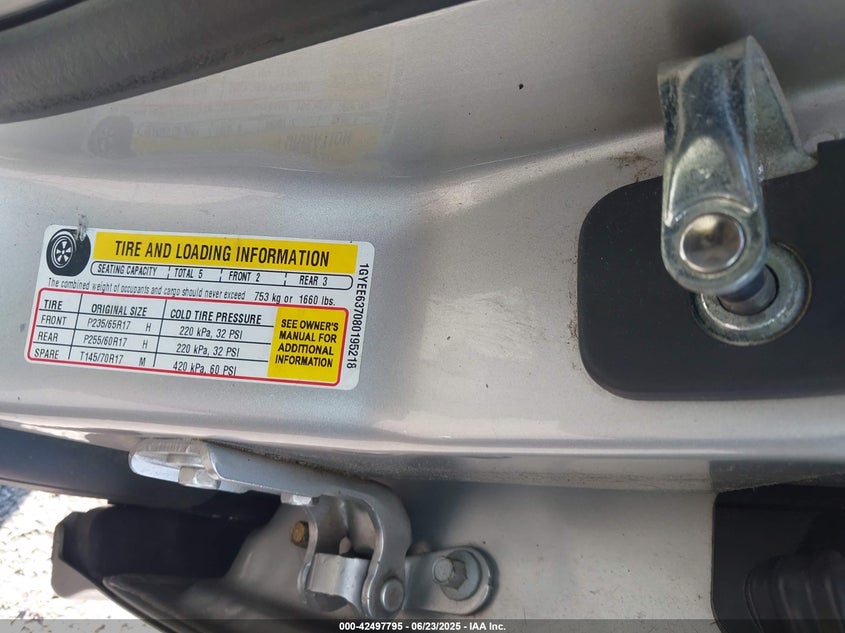 TIRE AND LOADING INFORMATION
SEATING CAPACITY TOTAL 5 FRONT 2 REAR 3
The combined weight of occupants and cargo should never exceed 753 kg or 1660 lbs.
TIRE ORIGINAL SIZE COLD TIRE PRESSURE
FRONT P235/65R17 H 220 kPa, 32 PSI
REAR P255/60R17 H 220 kPa, 32 PSI
SPARE T145/70R17 M 420 kPa, 60 PSI
SEE OWNER'S
MANUAL FOR
ADDITIONAL
INFORMATION
1GYEE637080195218
000-42497795 - 06/23/2025 - IAA Inc.